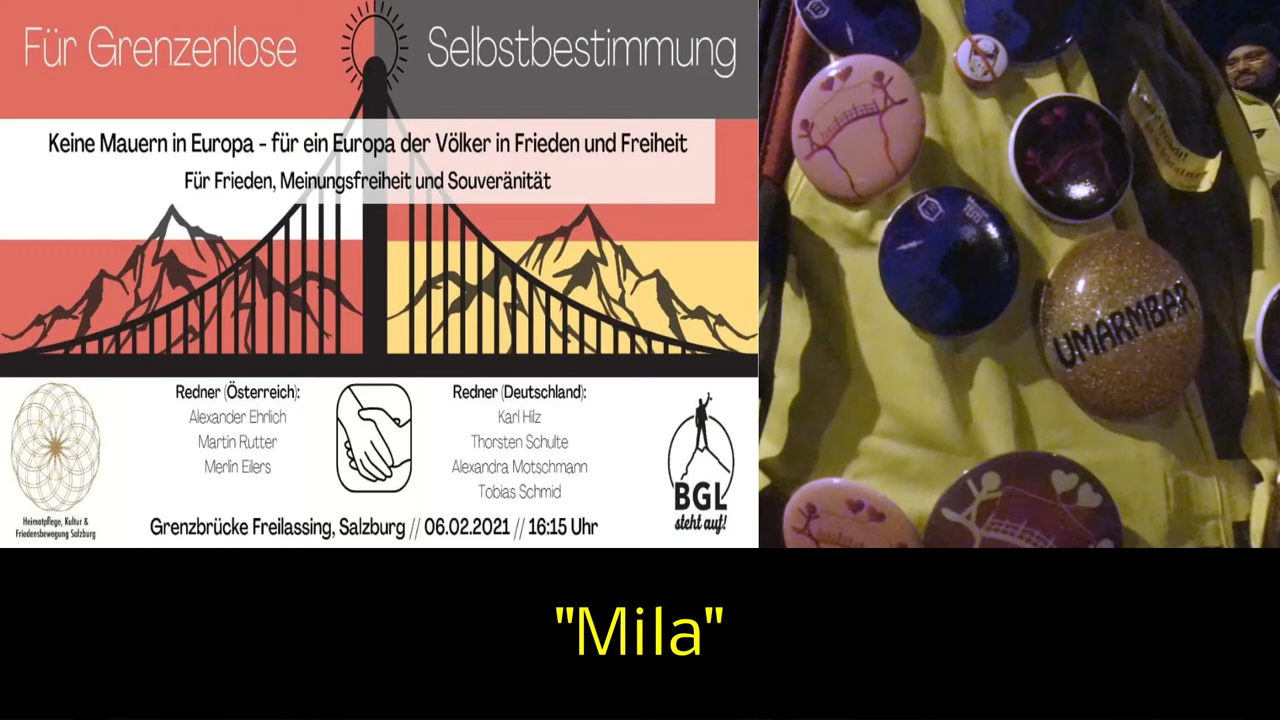 Für Grenzenlose Selbstbestimmung
Keine Mauern in Europa - für ein Europa der Völker in Frieden und Freiheit
Für Frieden, Meinungsfreiheit und Souveränität
Redner (Österreich):
Alexander Ehrlich
Martin Rutter
Merlin Eilers
Redner (Deutschland):
Karl Hilz
Thorsten Schulte
Alexandra Motschmann
Tobias Schmid
Heimatpflege, Kultur &
Friedensbewegung Salzburg
BGL
steht auf!
Grenzbrücke Freilassing, Salzburg // 06.02.2021 // 16:15 Uhr
UMARMBAR
"Mila"